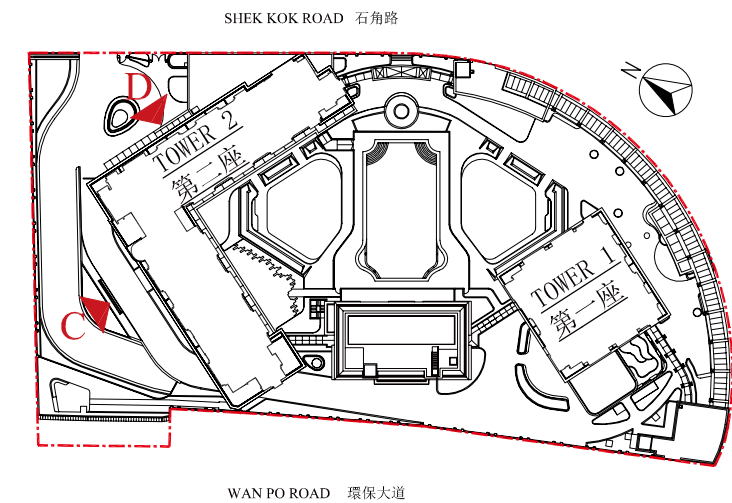 SHEK KOK ROAD 石角路
N
D
TOWER 2
第二座
TOWER 1
第一座
C
WAN PO ROAD 環保大道